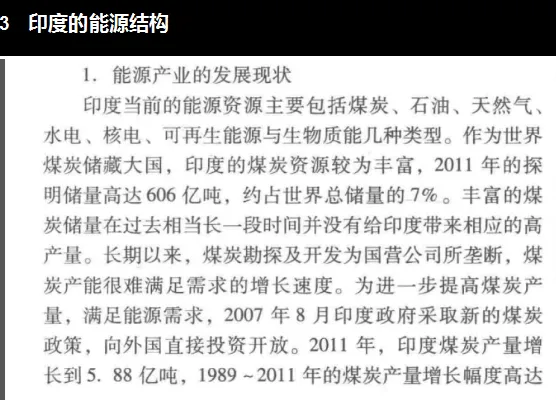 3 印度的能源结构
1．能源产业的发展现状
印度当前的能源资源主要包括煤炭、石油、天然气、
水电、核电、可再生能源与生物质能几种类型。作为世界
煤炭储藏大国，印度的煤炭资源较为丰富，2011 年的探
明储量高达 606 亿吨，约占世界总储量的 7%。丰富的煤
炭储量在过去相当长一段时间并没有给印度带来相应的高
产量。长期以来，煤炭勘探及开发为国营公司所垄断，煤
炭产能很难满足需求的增长速度。为进一步提高煤炭产
量，满足能源需求，2007 年 8 月印度政府采取新的煤炭
政策，向外国直接投资开放。2011 年，印度煤炭产量增
长到 5．88 亿吨，1989～2011 年的煤炭产量增长幅度高达